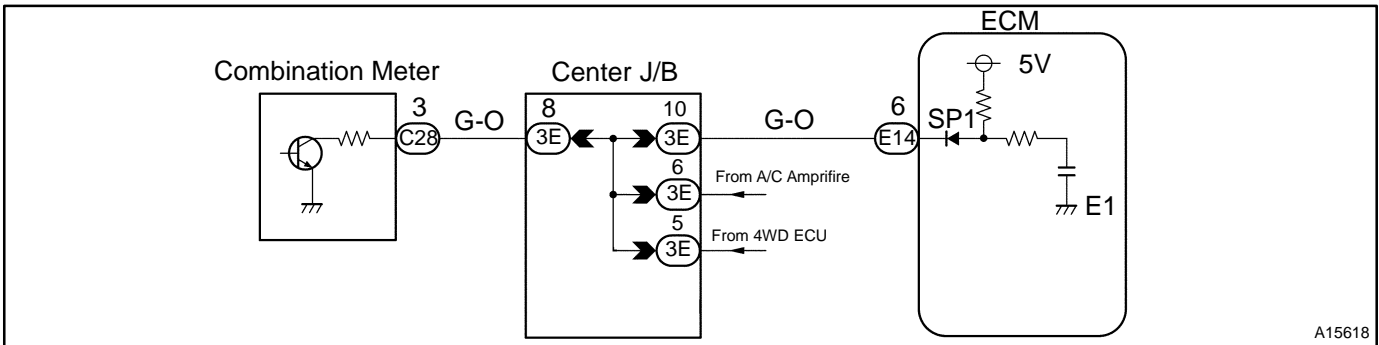 ECM
Combination Meter
Center J/B
5V
3
C28
G-O
8
3E
10
3E
G-O
6
E14
SP1
6
3E
From A/C Amprifire
E1
5
3E
From 4WD ECU
A15618